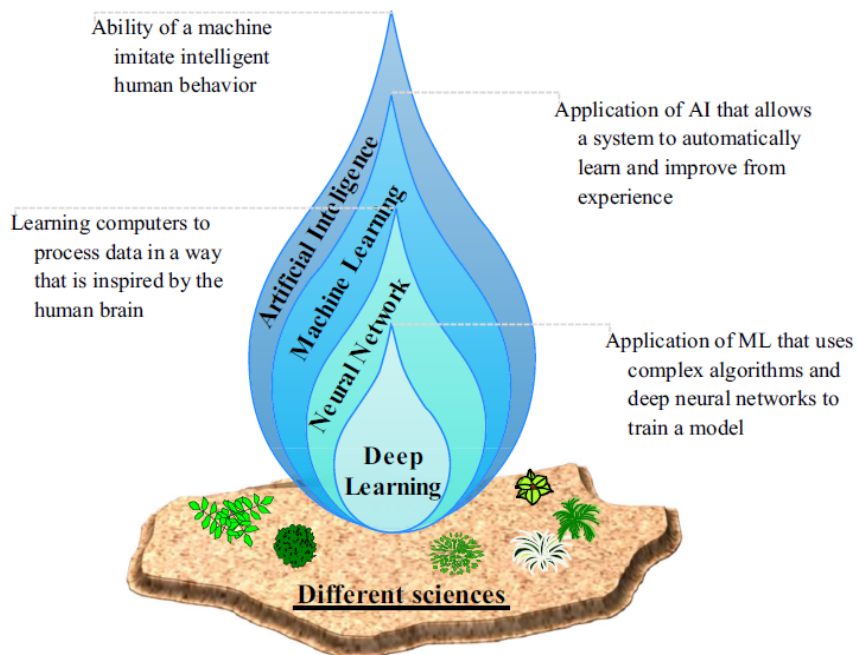 Ability of a machine
imitate intelligent
human behavior
Application of AI that allows
a system to automatically
learn and improve from
experience
Learning computers to
process data in a way
that is inspired by the
human brain
Application of ML that uses
complex algorithms and
deep neural networks to
train a model
Artificial Inteligence
Machine Learning
Neural Network
Deep
Learning
Different sciences